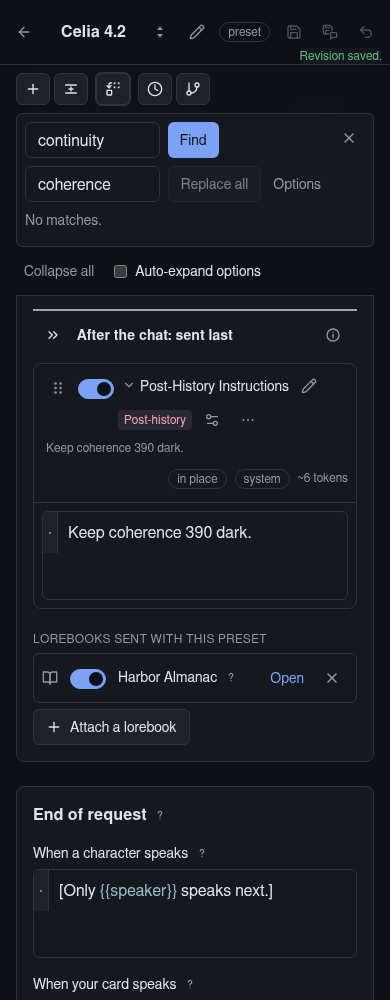 Celia 4.2
preset
Revision saved.
continuity
Find
coherence
Replace all
Options
No matches.
Collapse all
Auto-expand options
After the chat: sent last
Post-History Instructions
Post-history
Keep coherence 390 dark.
in place
system
~6 tokens
Keep coherence 390 dark.
LOREBOOKS SENT WITH THIS PRESET
Harbor Almanac ?
Open
Attach a lorebook
End of request ?
When a character speaks ?
[Only {{speaker}} speaks next.]
When your card speaks ?